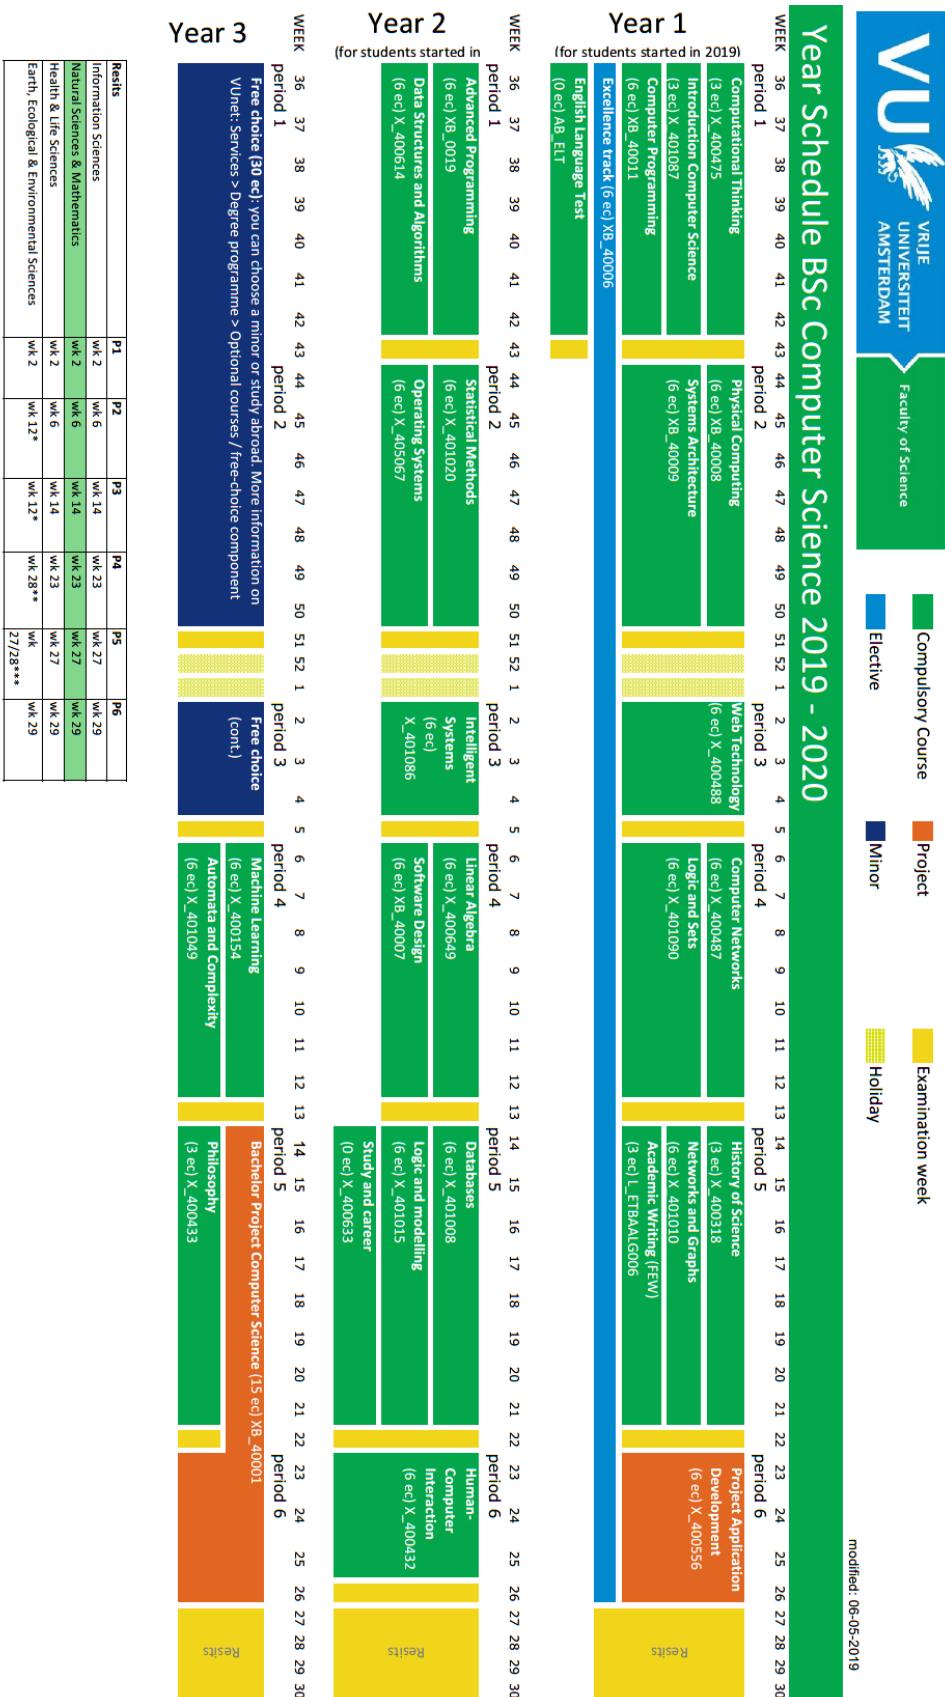 VU
VRIJE
UNIVERSITEIT
AMSTERDAM
Faculty of Science
Compulsory Course
Elective
Project
Minor
Examination week
Holiday
modified: 06-05-2019
Year Schedule BSc Computer Science 2019 - 2020
WEEK 36 37 38 39 40 41 42 43 44 45 46 47 48 49 50 51 52 1 2 3 4 5 6 7 8 9 10 11 12 13 14 15 16 17 18 19 20 21 22 23 24 25 26 27 28 29 30
period 1 period 2 period 3 period 4 period 5 period 6
Year 1
(for students started in 2019)
Computational Thinking
(3 ec) X_400475
Introduction Computer Science
(3 ec) X_401087
Computer Programming
(6 ec) XB_40011
Excellence track (6 ec) XB_40006
English Language Test
(0 ec) AB_ELT
Physical Computing
(6 ec) XB_40008
Systems Architecture
(6 ec) XB_40009
Web Technology
(6 ec) X_400488
Computer Networks
(6 ec) X_400487
Logic and Sets
(6 ec) X_401090
History of Science
(3 ec) X_400318
Networks and Graphs
(6 ec) X_401010
Academic Writing (FEW)
(3 ec) L_ETBAALG006
Project Application
Development
(6 ec) X_400556
Resits
WEEK 36 37 38 39 40 41 42 43 44 45 46 47 48 49 50 51 52 1 2 3 4 5 6 7 8 9 10 11 12 13 14 15 16 17 18 19 20 21 22 23 24 25 26 27 28 29 30
period 1 period 2 period 3 period 4 period 5 period 6
Year 2
(for students started in
Advanced Programming
(6 ec) XB_0019
Data Structures and Algorithms
(6 ec) X_400614
Statistical Methods
(6 ec) X_401020
Operating Systems
(6 ec) X_405067
Intelligent
Systems
(6 ec)
X_401086
Linear Algebra
(6 ec) X_400649
Software Design
(6 ec) XB_40007
Databases
(6 ec) X_401008
Logic and modelling
(6 ec) X_401015
Study and career
(0 ec) X_400633
Human-
Computer
Interaction
(6 ec) X_400432
Resits
WEEK 36 37 38 39 40 41 42 43 44 45 46 47 48 49 50 51 52 1 2 3 4 5 6 7 8 9 10 11 12 13 14 15 16 17 18 19 20 21 22 23 24 25 26 27 28 29 30
period 1 period 2 period 3 period 4 period 5 period 6
Year 3
Free choice (30 ec): you can choose a minor or study abroad. More information on
VUnet: Services > Degree programme > Optional courses / free-choice component
Free choice
(cont.)
Machine Learning
(6 ec) X_400154
Automata and Complexity
(6 ec) X_401049
Bachelor Project Computer Science (15 ec) XB_40001
Philosophy
(3 ec) X_400433
Resits
Resits P1 P2 P3 P4 P5 P6
Information Sciences wk 2 wk 6 wk 14 wk 23 wk 27 wk 29
Natural Sciences & Mathematics wk 2 wk 6 wk 14 wk 23 wk 27 wk 29
Health & Life Sciences wk 2 wk 6 wk 14 wk 23 wk 27 wk 29
Earth, Ecological & Environmental Sciences wk 2 wk 12* wk 12* wk 28** wk 27/28*** wk 29